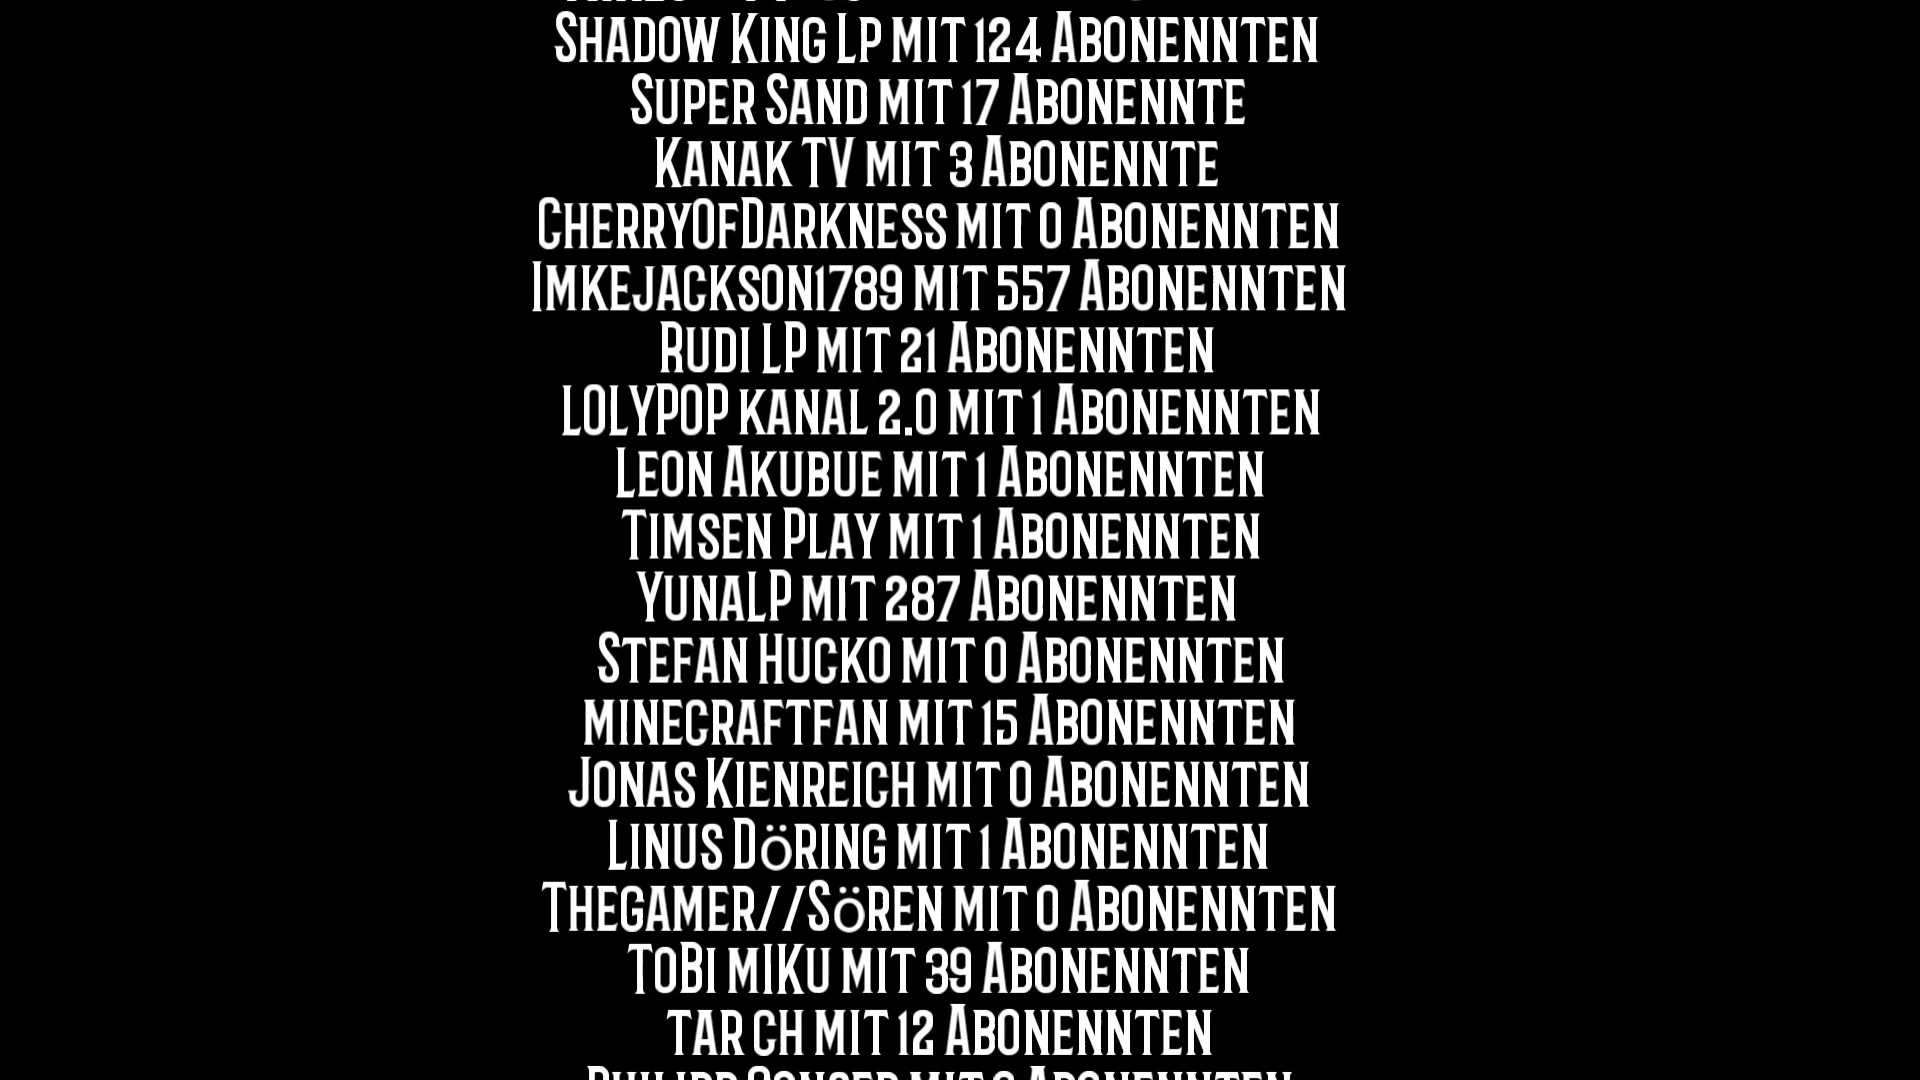 Shadow King Lp mit 124 Abonennten
Super Sand mit 17 Abonennte
Kanak TV mit 3 Abonennte
CherryOfDarkness mit 0 Abonennten
Imkejackson1789 mit 557 Abonennten
Rudi LP mit 21 Abonennten
LOLYPOP kanal 2.0 mit 1 Abonennten
Leon Akubue mit 1 Abonennten
Timsen Play mit 1 Abonennten
YunaLP mit 287 Abonennten
Stefan Hucko mit 0 Abonennten
minecraftfan mit 15 Abonennten
Jonas Kienreich mit 0 Abonennten
Linus Döring mit 1 Abonennten
Thegamer//Sören mit 0 Abonennten
ToBi mIKu mit 39 Abonennten
tar ch mit 12 Abonennten